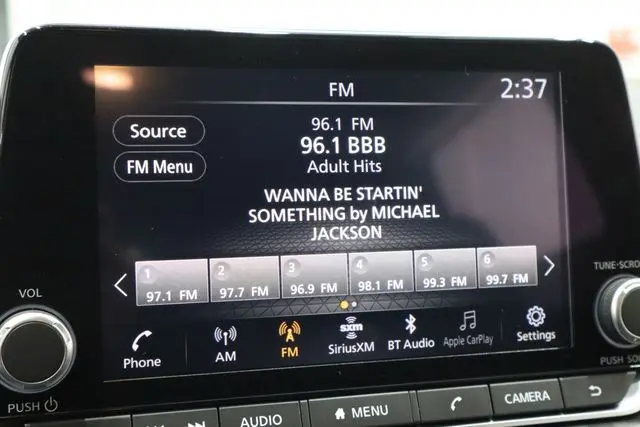 FM
2:37
Source
FM Menu
96.1 FM
96.1 BBB
Adult Hits
WANNA BE STARTIN'
SOMETHING by MICHAEL
JACKSON
1 2 3 4 5 6
97.1 FM 97.7 FM 96.9 FM 98.1 FM 99.3 FM 99.7 FM
sxm
Phone AM FM SiriusXM BT Audio Apple CarPlay Settings
VOL
PUSH
TUNE-SCRO
PUSH SO
AUDIO MENU CAMERA